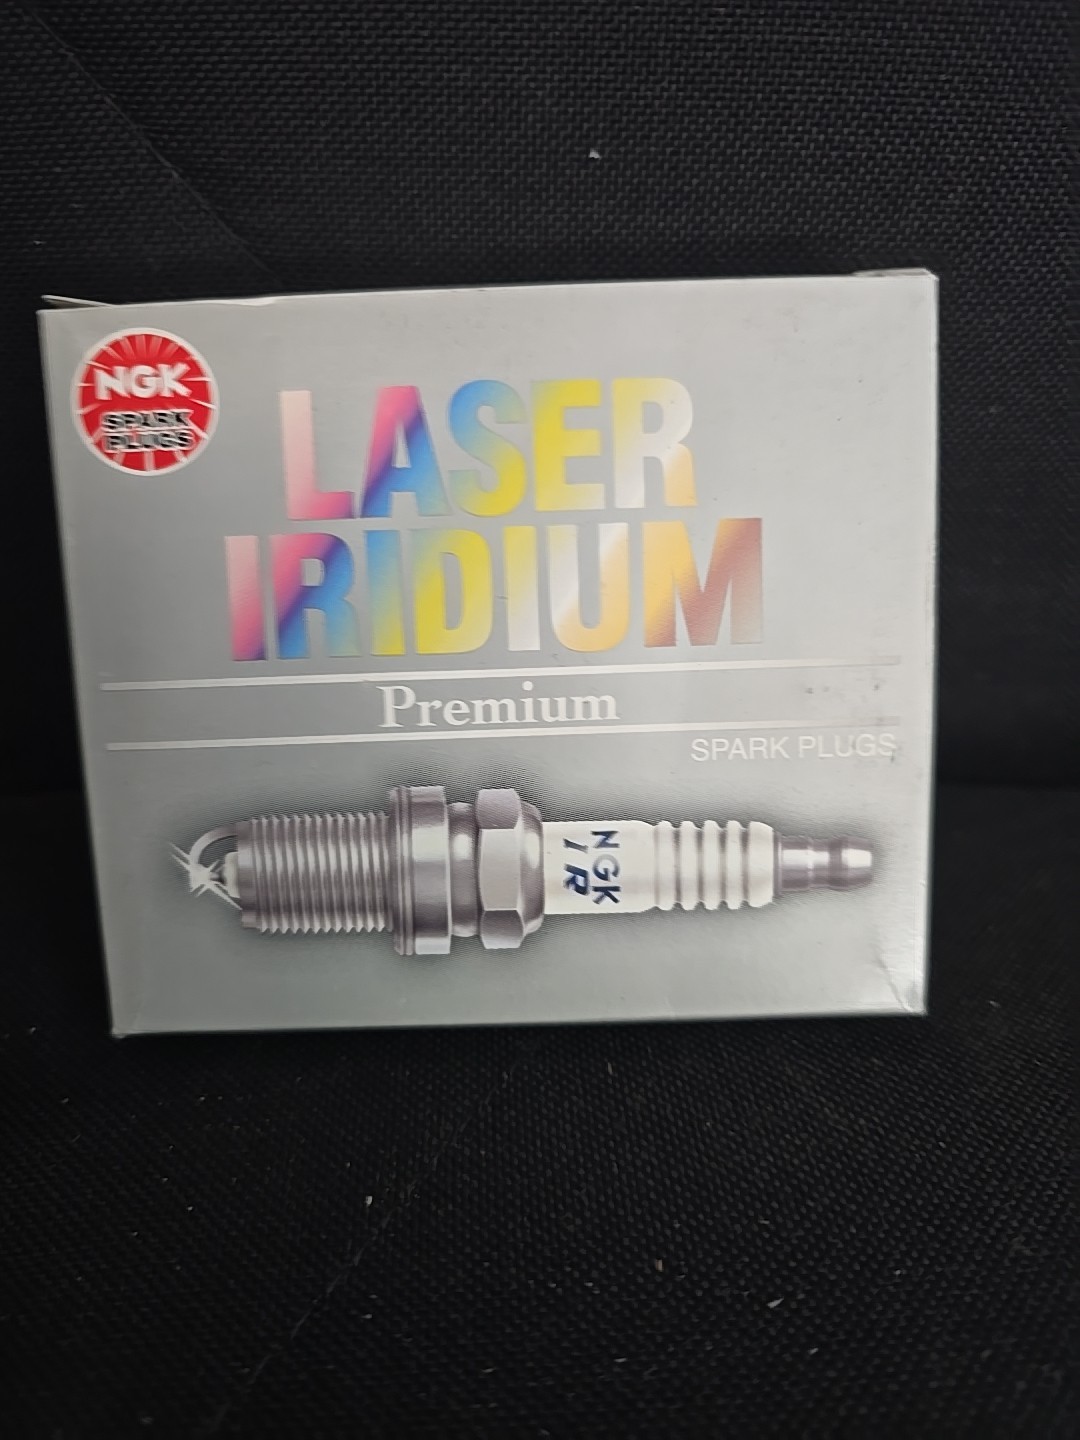 NGK
SPARK
PLUGS
LASER
IRIDIUM
Premium
SPARK PLUGS
NGK
IR